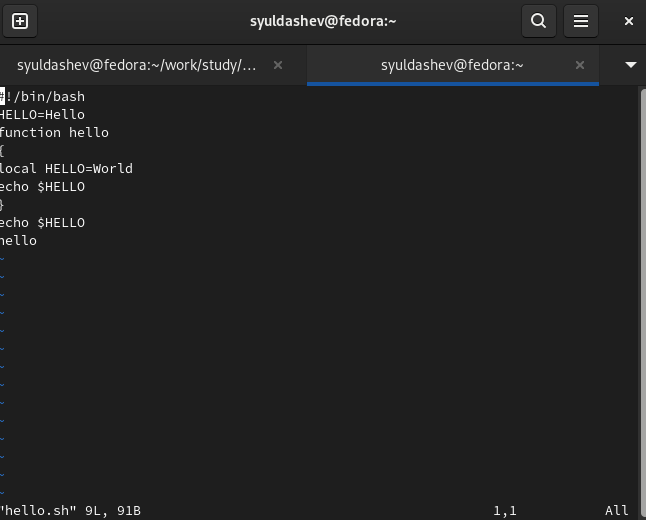 syuldashev@fedora:~
syuldashev@fedora:~/work/study/...
syuldashev@fedora:~
#!/bin/bash
HELLO=Hello
function hello
{
local HELLO=World
echo $HELLO
}
echo $HELLO
hello
~
~
~
~
~
~
~
~
~
~
~
~
~
~
"hello.sh" 9L, 91B 1,1 All